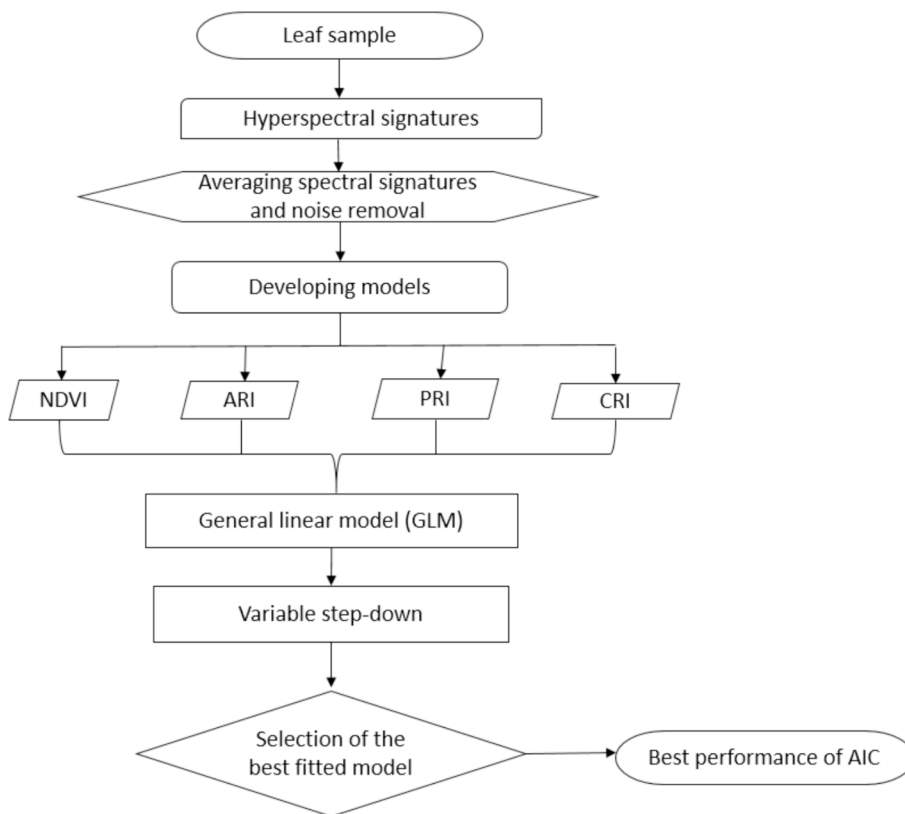 Leaf sample
Hyperspectral signatures
Averaging spectral signatures
and noise removal
Developing models
NDVI
ARI
PRI
CRI
General linear model (GLM)
Variable step-down
Selection of the
best fitted model
Best performance of AIC